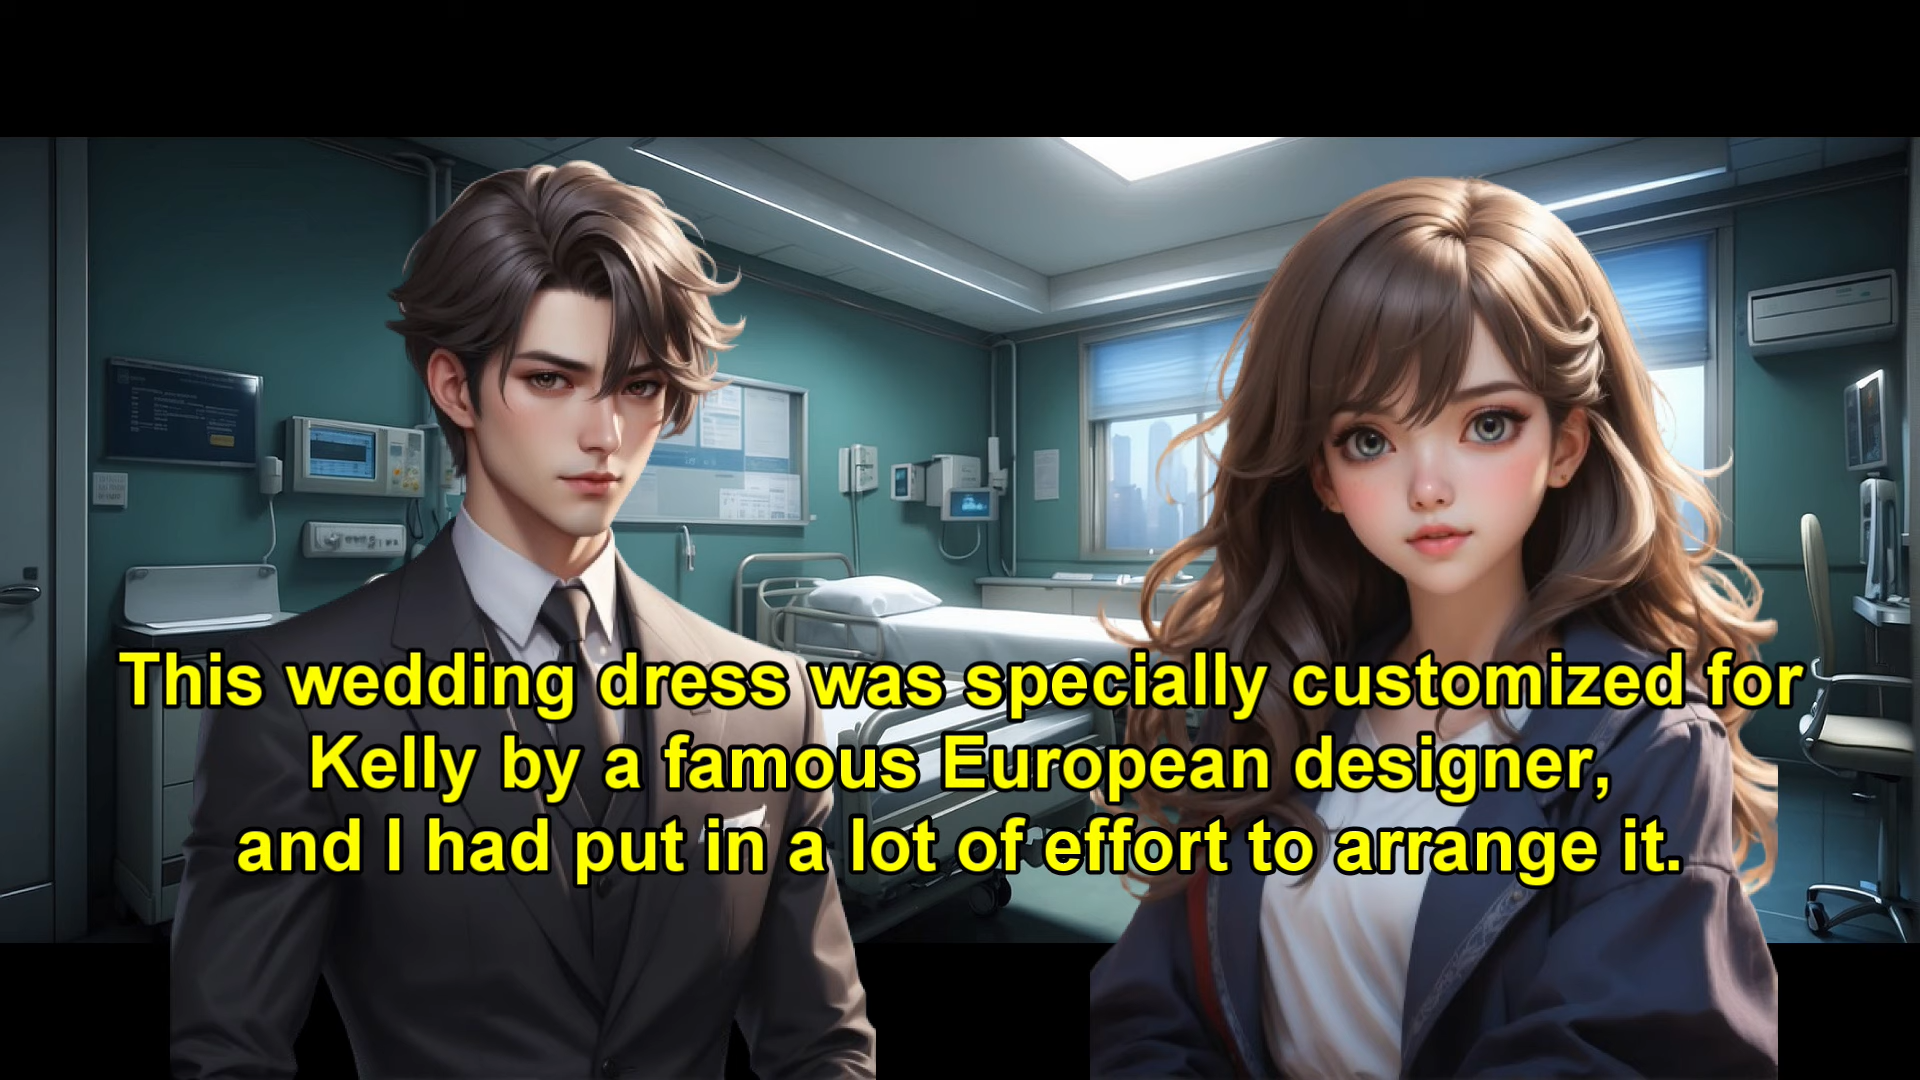 This wedding dress was specially customized for
Kelly by a famous European designer,
and I had put in a lot of effort to arrange it.